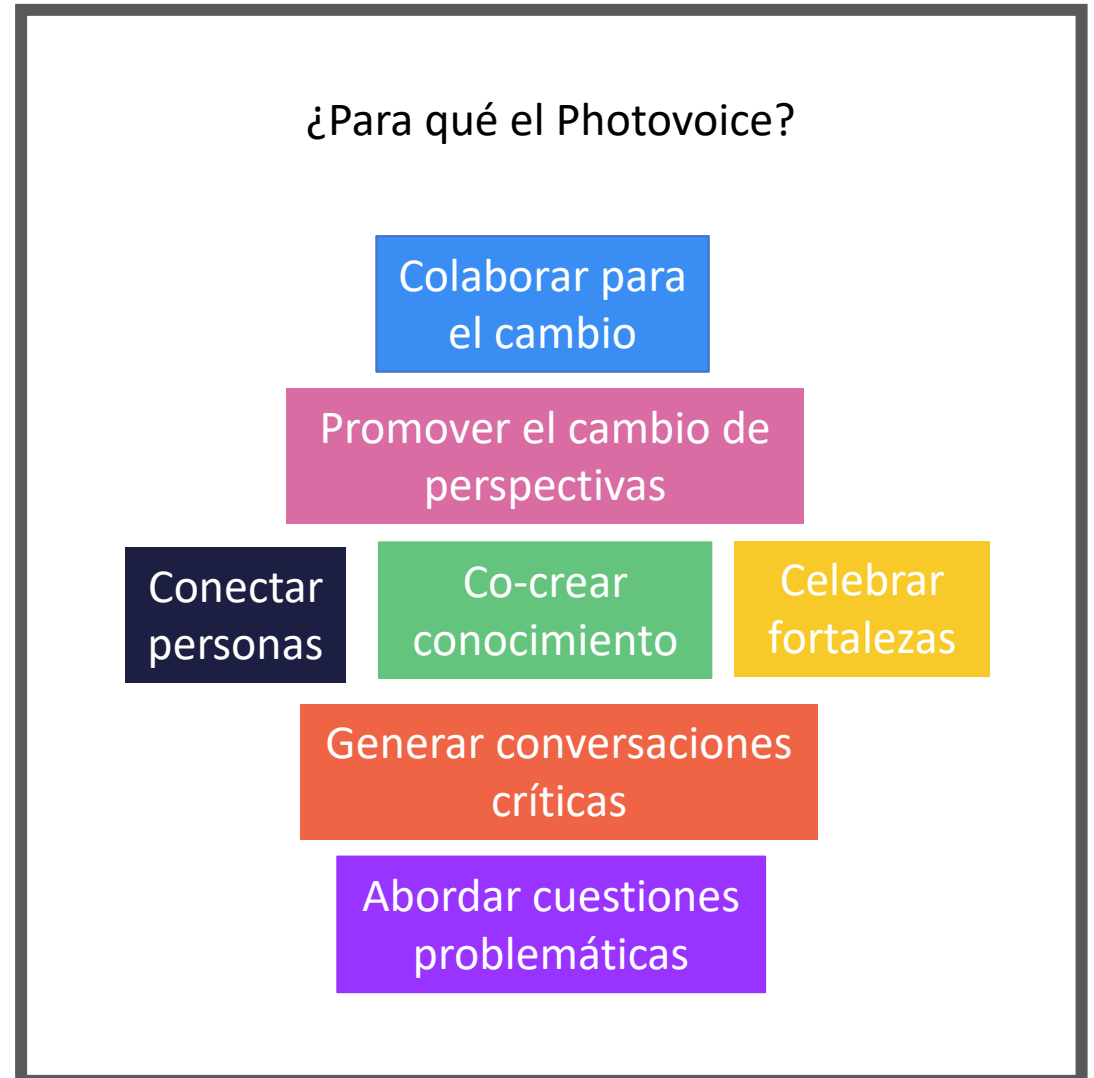 ¿Para qué el Photovoice?
Colaborar para
el cambio
Promover el cambio de
perspectivas
Conectar
personas
Co-crear
conocimiento
Celebrar
fortalezas
Generar conversaciones
críticas
Abordar cuestiones
problemáticas